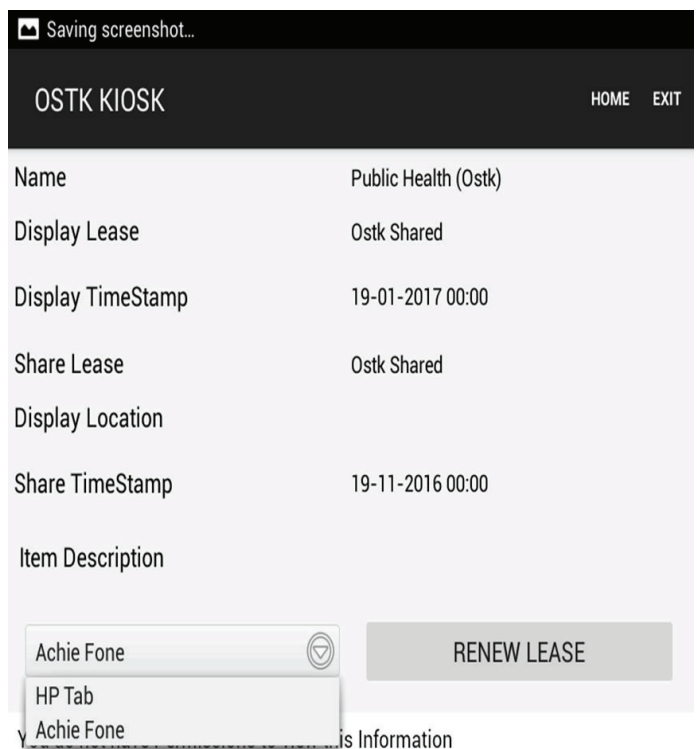 Saving screenshot...
OSTK KIOSK HOME EXIT
Name Public Health (Ostk)
Display Lease Ostk Shared
Display TimeStamp 19-01-2017 00:00
Share Lease Ostk Shared
Display Location
Share TimeStamp 19-11-2016 00:00
Item Description
Achie Fone RENEW LEASE
HP Tab
Achie Fone
this Information